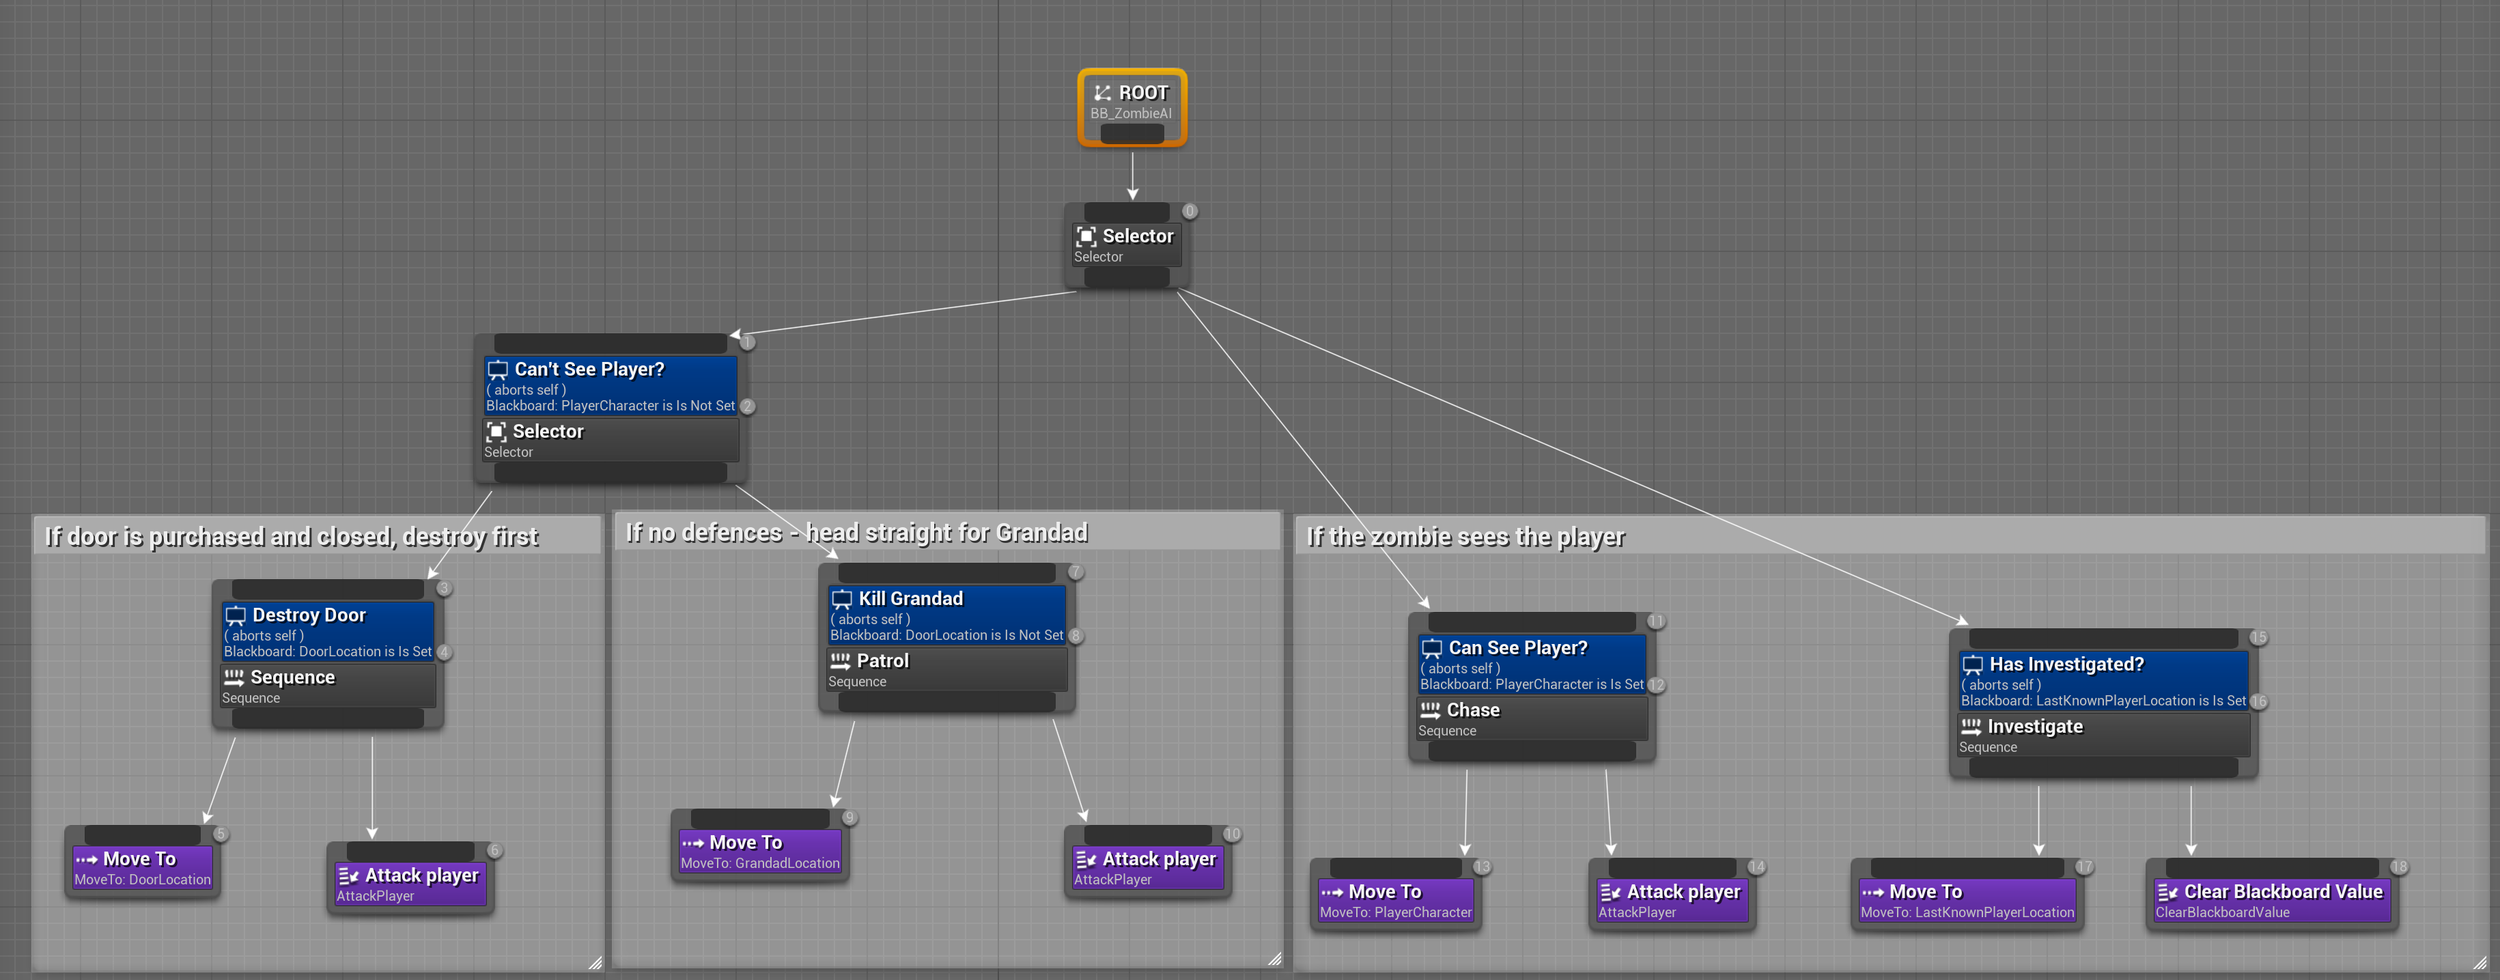 ROOT
BB_ZombieAI
0
Selector
Selector
1
Can't See Player?
( aborts self )
Blackboard: PlayerCharacter is Is Not Set
2
Selector
Selector
If door is purchased and closed, destroy first
3
Destroy Door
( aborts self )
Blackboard: DoorLocation is Is Set
4
Sequence
Sequence
5
Move To
MoveTo: DoorLocation
6
Attack player
AttackPlayer
If no defences - head straight for Grandad
7
Kill Grandad
( aborts self )
Blackboard: DoorLocation is Is Not Set
8
Patrol
Sequence
9
Move To
MoveTo: GrandadLocation
10
Attack player
AttackPlayer
If the zombie sees the player
11
Can See Player?
( aborts self )
Blackboard: PlayerCharacter is Is Set
12
Chase
Sequence
13
Move To
MoveTo: PlayerCharacter
14
Attack player
AttackPlayer
15
Has Investigated?
( aborts self )
Blackboard: LastKnownPlayerLocation is Is Set
16
Investigate
Sequence
17
Move To
MoveTo: LastKnownPlayerLocation
18
Clear Blackboard Value
ClearBlackboardValue